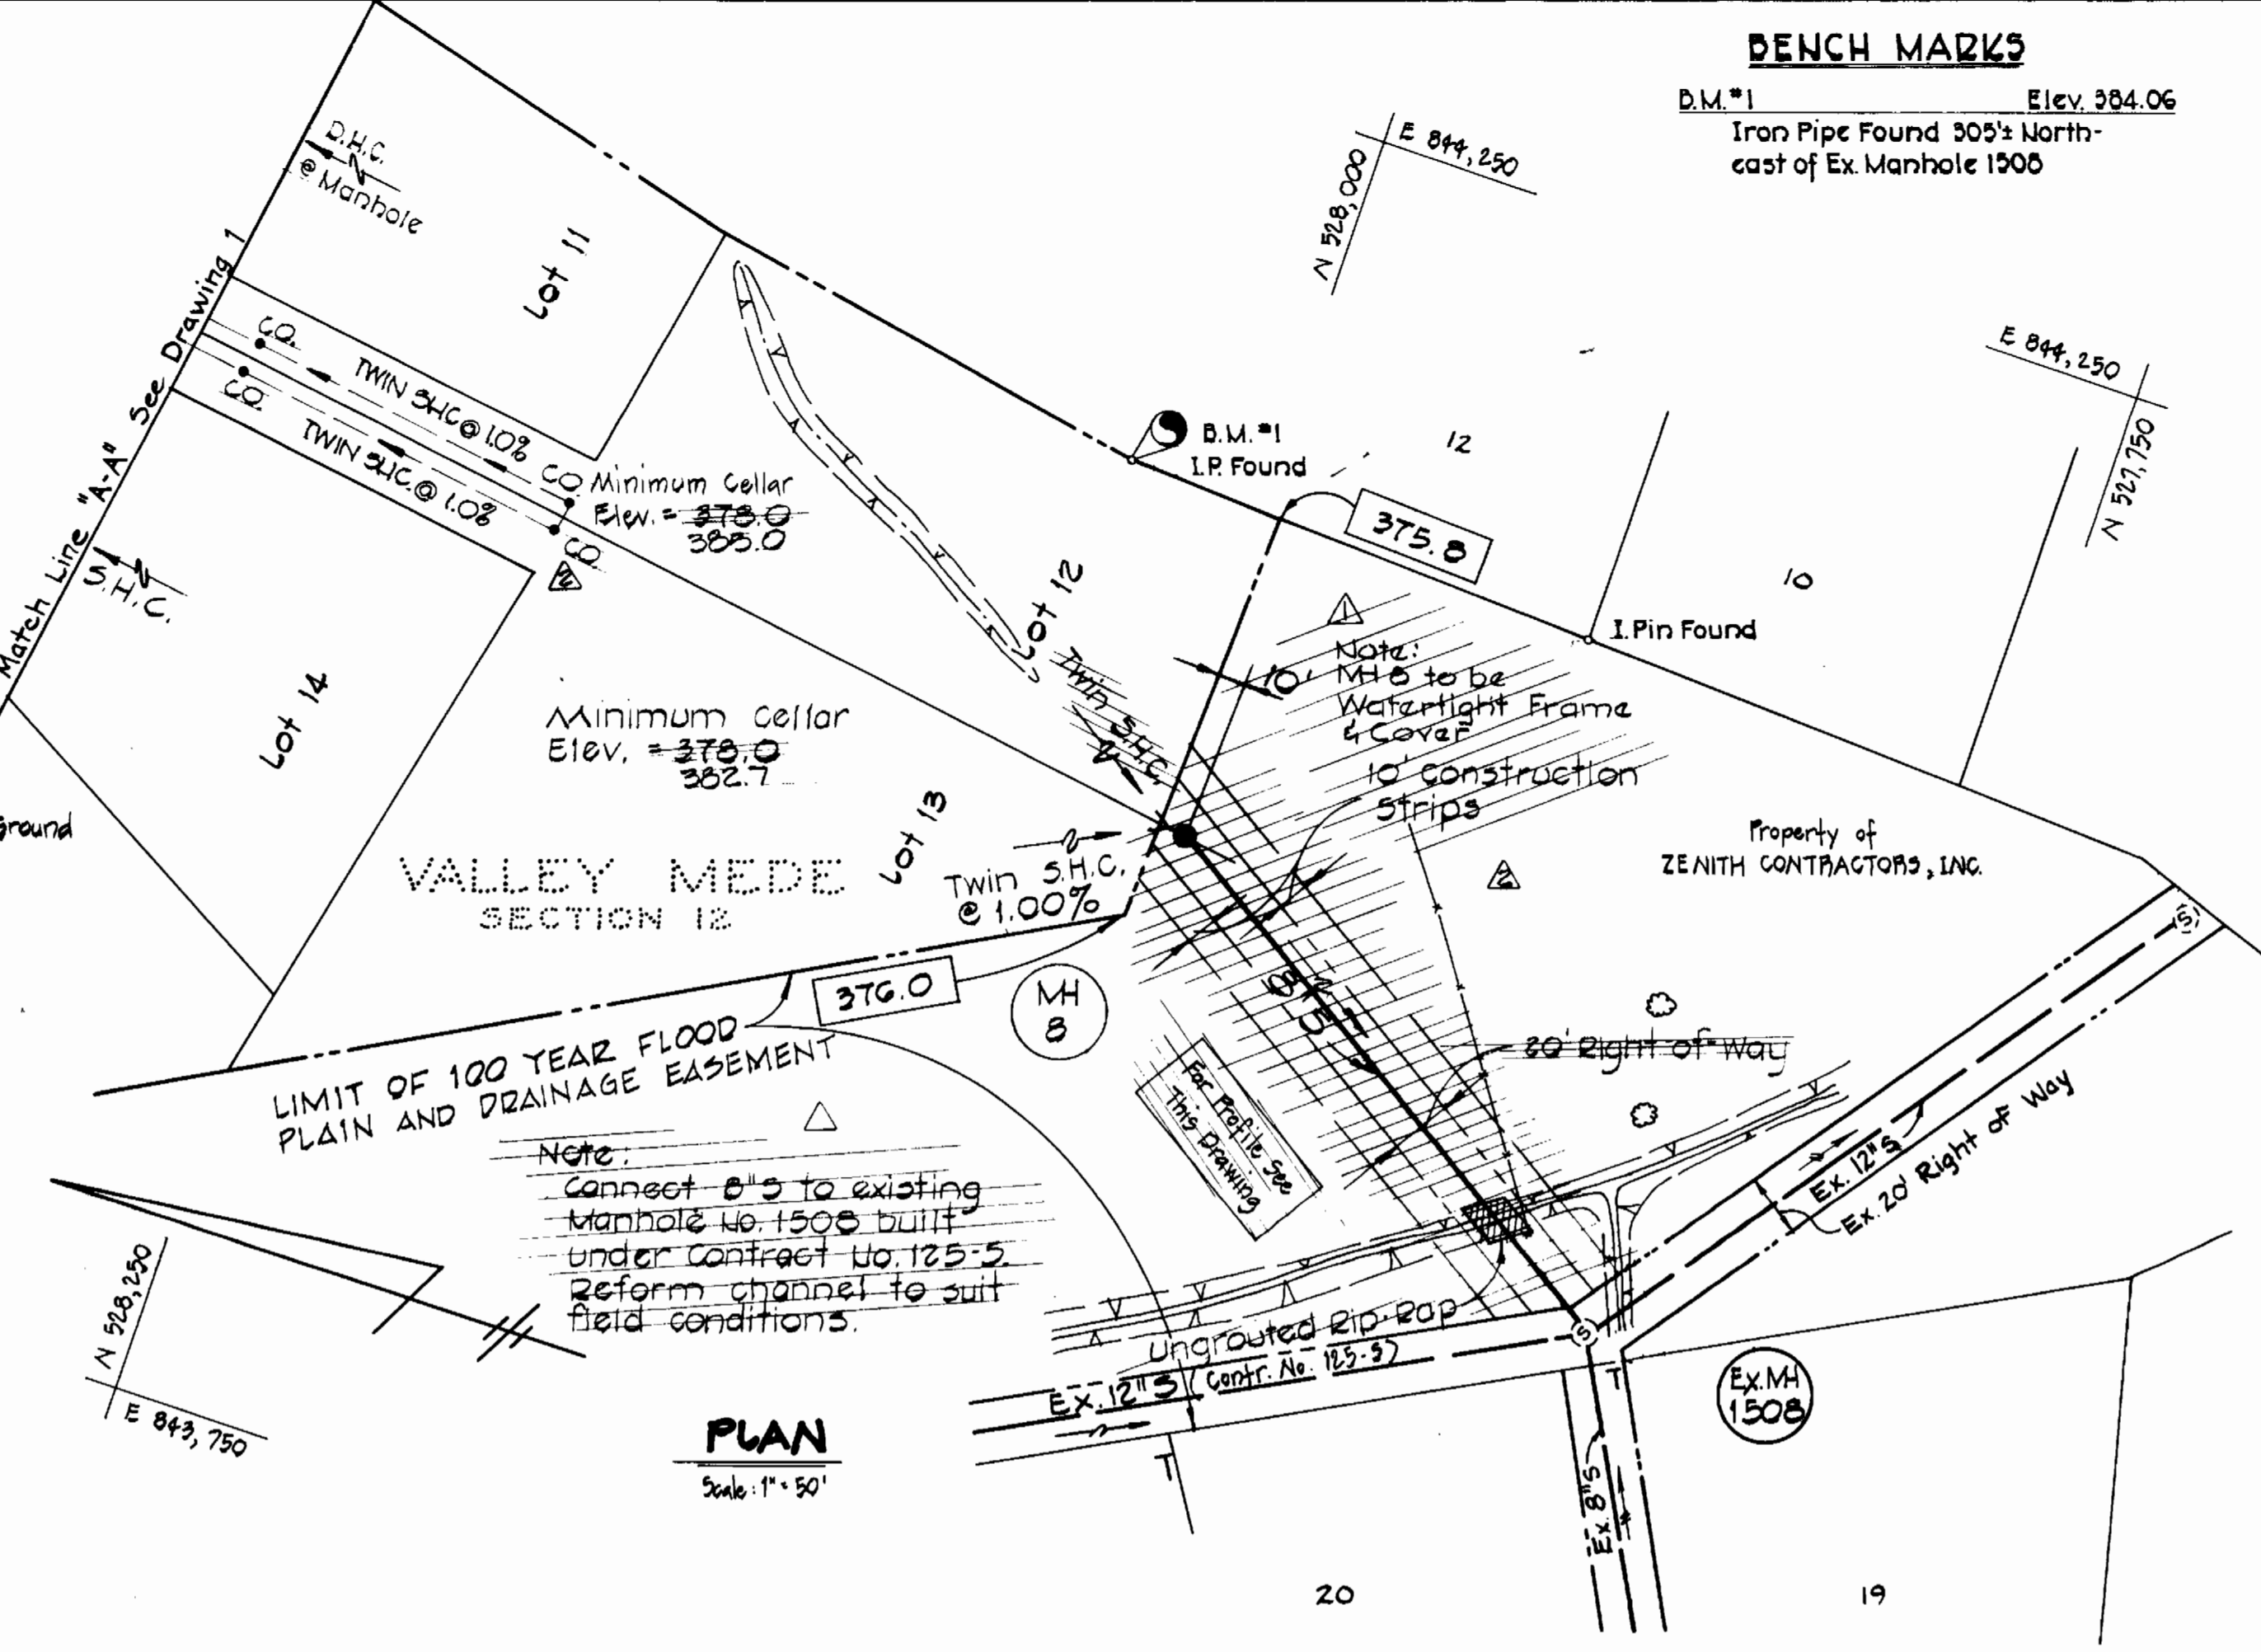 BENCH MARKS
B.M.#1 Elev. 384.06
Iron Pipe Found 305'± North-
east of Ex. Manhole 1508
E 844,250
N 528,000
E 844,250
N 527,750
D.H.C.
@ Manhole
Lot 11
Match Line "A-A" See Drawing 1
C.O.
TWIN SHC @ 1.0%
C.O.
TWIN SHC. @ 1.0%
C.O.
C.O.
2
Minimum Cellar
Elev. = 378.0
383.0
S.H.C.
B.M.#1
I.P. Found
12
375.8
10
I. Pin Found
Lot 12
Twin S.H.C.
10'
1
Note:
MH 8 to be
Watertight Frame
& Cover
10' Construction
Strips
Lot 14
Minimum Cellar
Elev. = 378.0
382.7
Lot 13
Ground
VALLEY MEDE
SECTION 12
Twin S.H.C.
@ 1.00%
2
Property of
ZENITH CONTRACTORS, INC.
S
376.0
MH
8
8"S
LIMIT OF 100 YEAR FLOOD
PLAIN AND DRAINAGE EASEMENT
20' Right of Way
For Profile See
This Drawing
Note:
Connect 8"S to existing
Manhole No. 1508 built
under Contract No. 125-S.
Reform channel to suit
field conditions.
Ex. 12"S
Ex. 20' Right of Way
Ungrouted Rip-Rap
Ex. 12"S (Contr. No. 125-S)
S
T
T
Ex. MH
1508
N 528,250
E 843,750
PLAN
Scale: 1" = 50'
Ex. 8"S
20
19